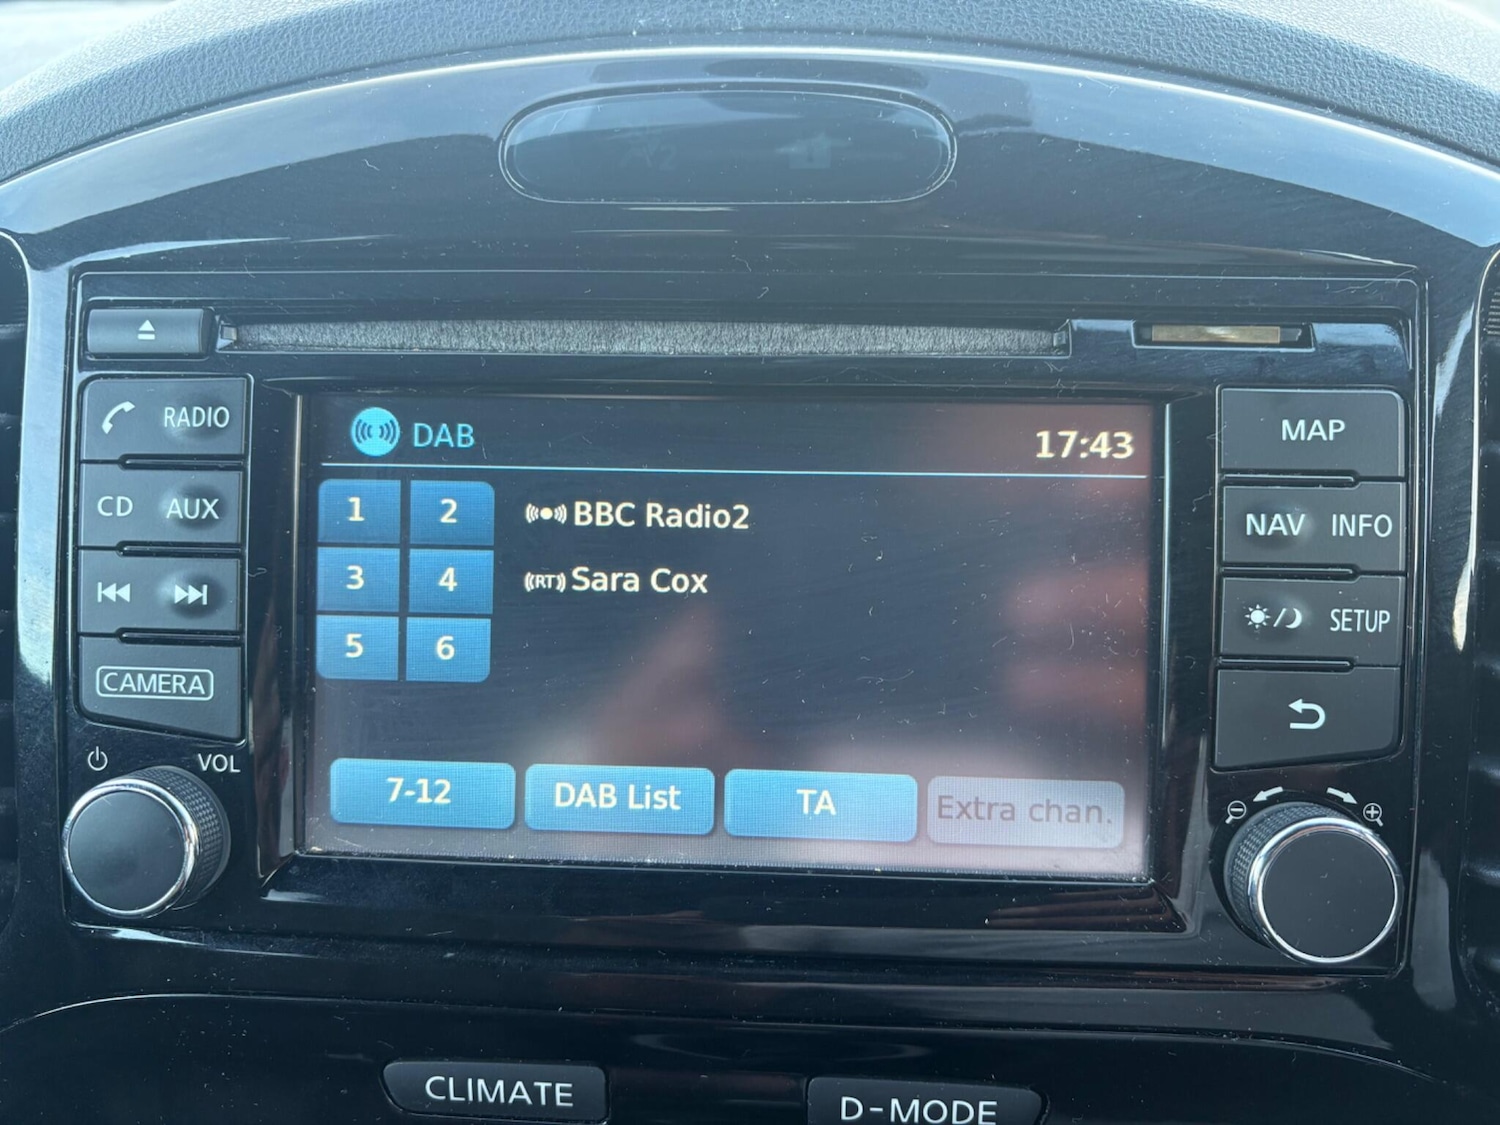 RADIO
CD AUX
CAMERA
VOL
DAB
17:43
1 2
3 4
5 6
BBC Radio2
RT Sara Cox
7-12
DAB List
TA
Extra chan.
MAP
NAV INFO
SETUP
CLIMATE
D-MODE